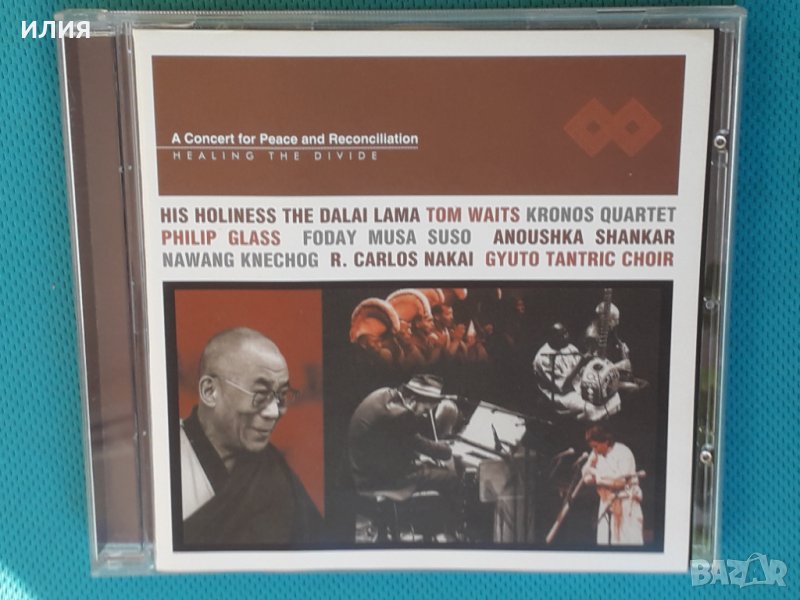 илия
A Concert for Peace and Reconciliation
HEALING THE DIVIDE
HIS HOLINESS THE DALAI LAMA TOM WAITS KRONOS QUARTET
PHILIP GLASS FODAY MUSA SUSO ANOUSHKA SHANKAR
NAWANG KNECHOG R. CARLOS NAKAI GYUTO TANTRIC CHOIR
BAZAR